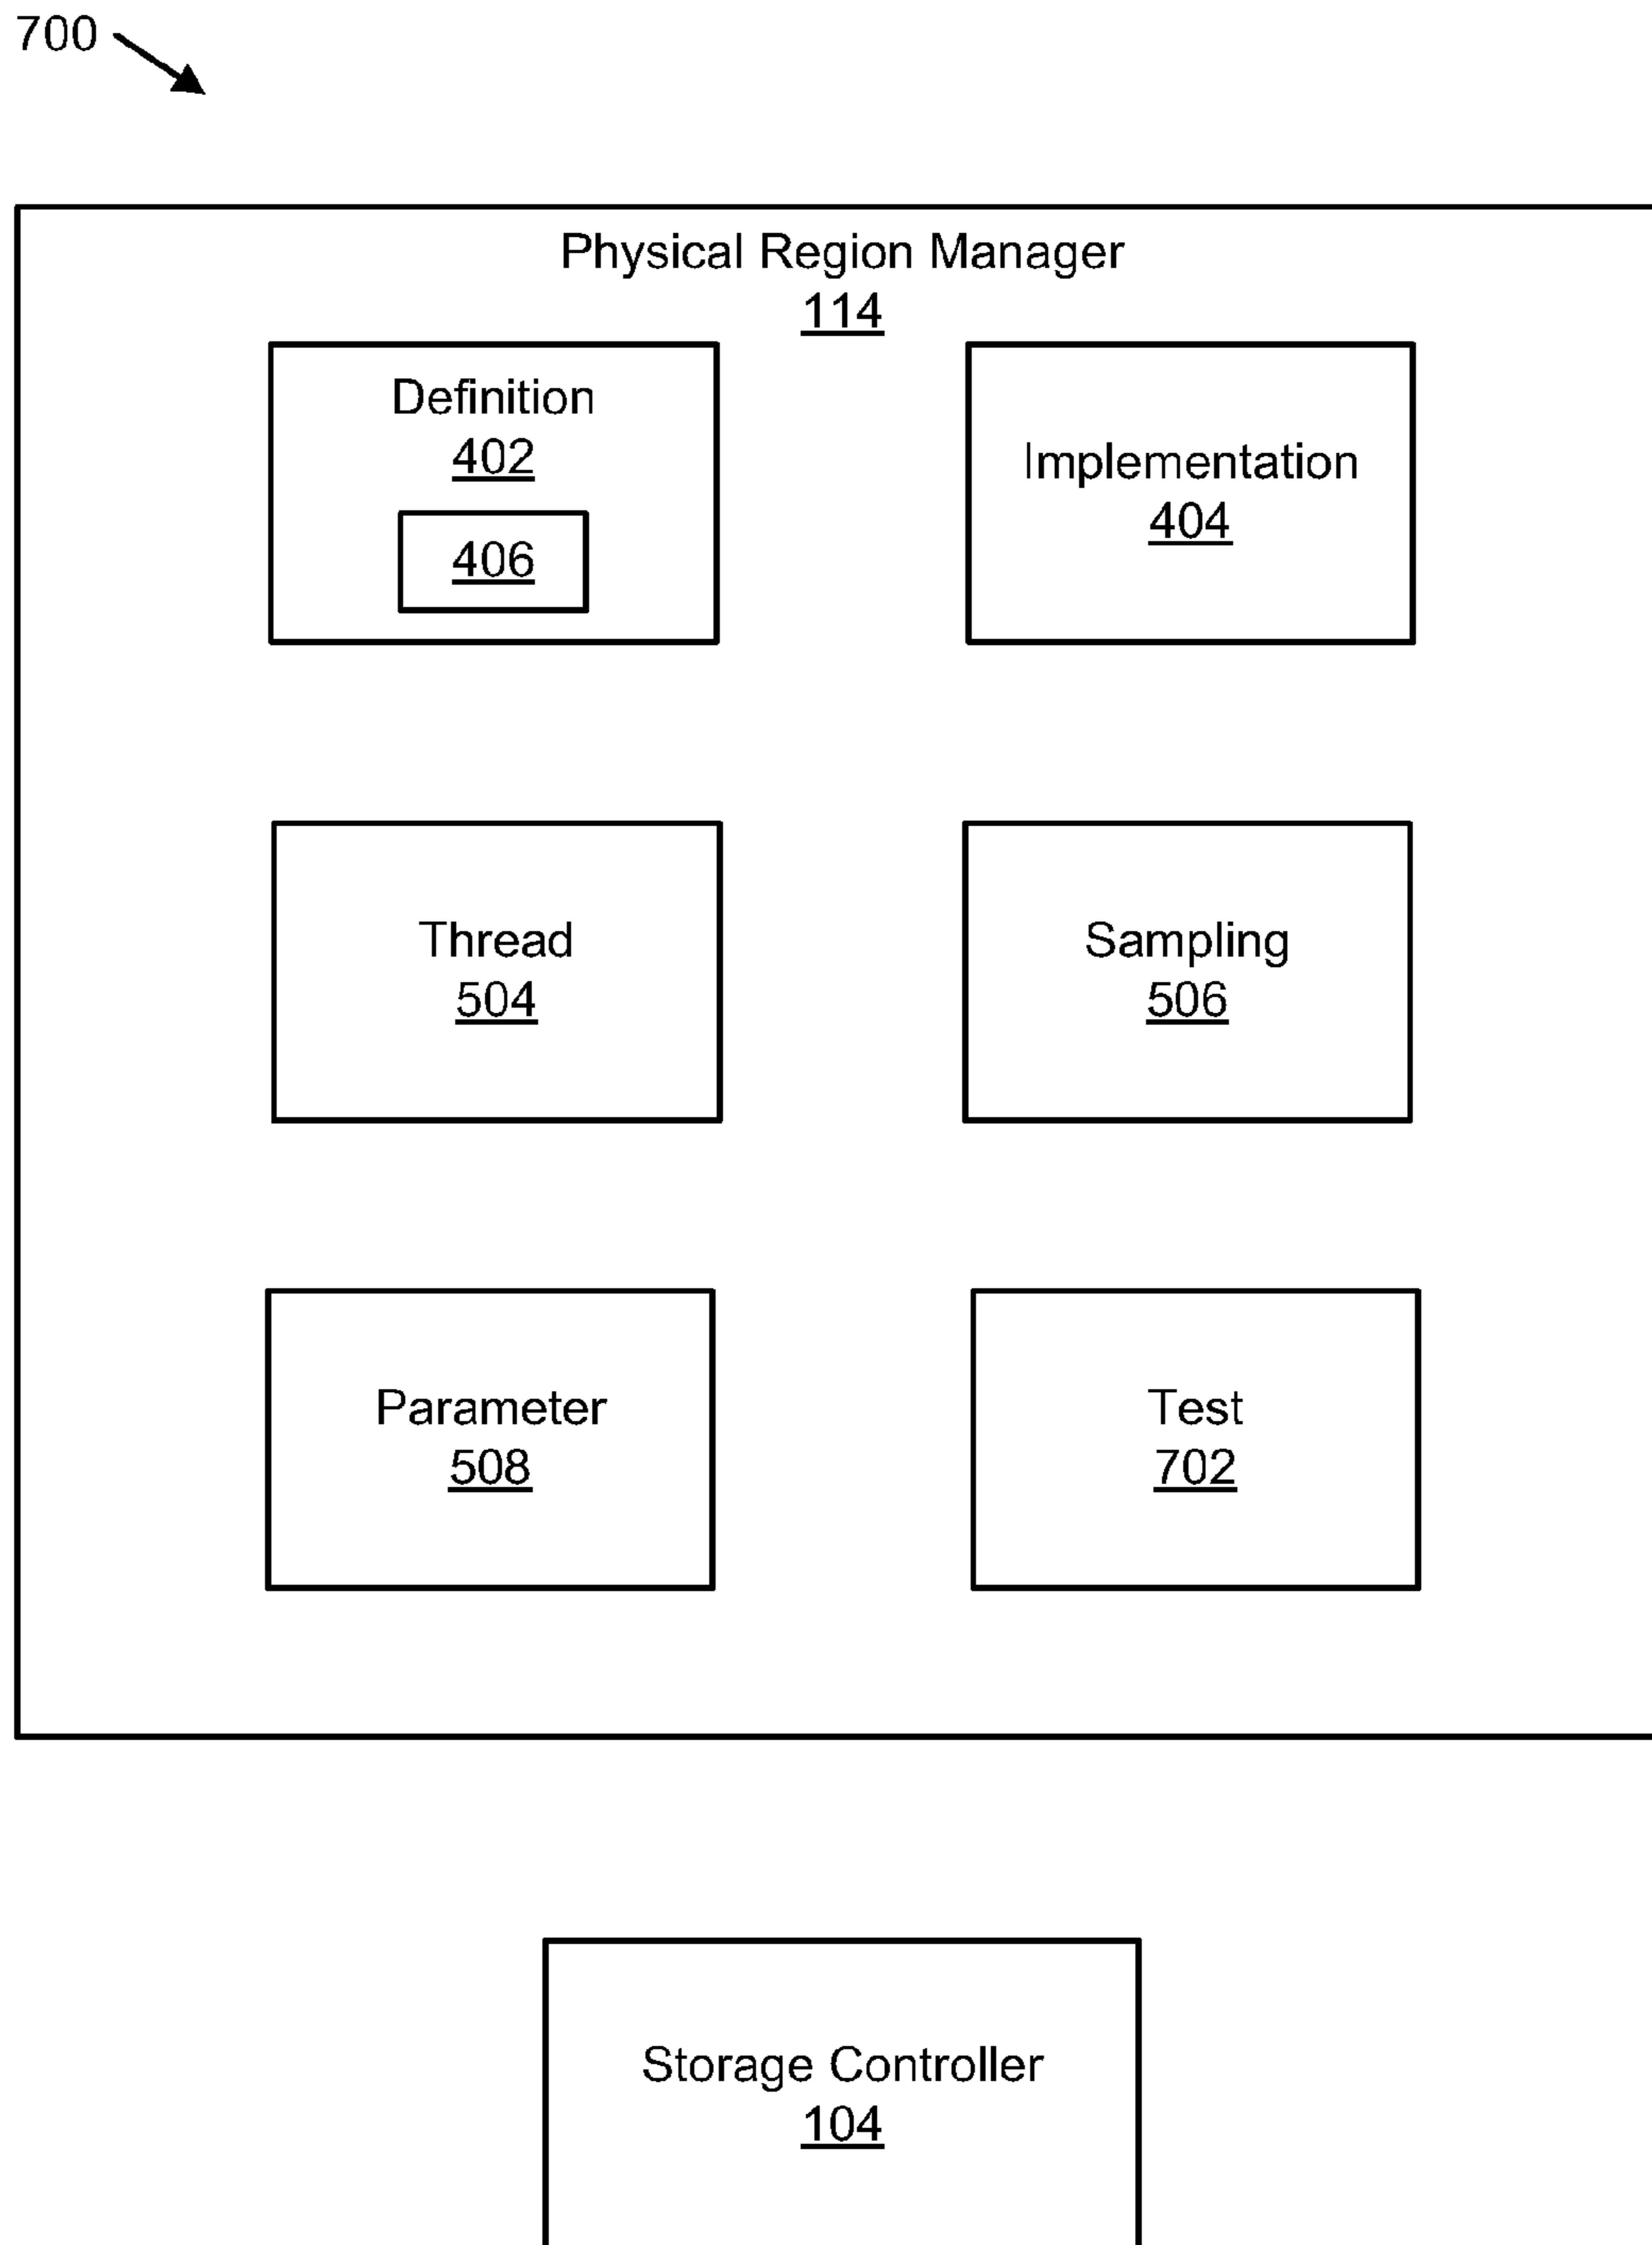 700
Physical Region Manager
114
Definition
402
406
Implementation
404
Thread
504
Sampling
506
Parameter
508
Test
702
Storage Controller
104